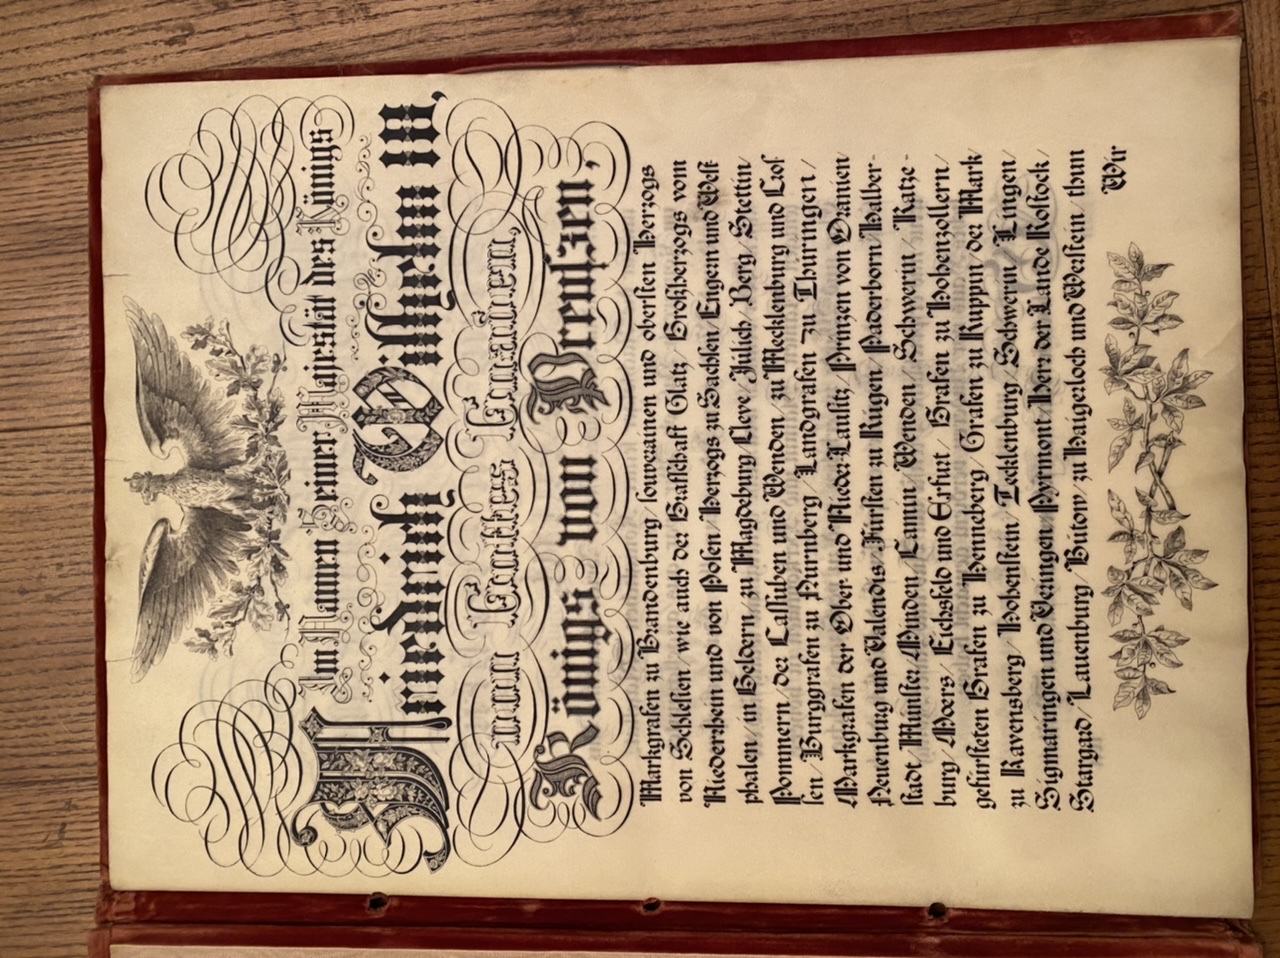 Im Namen Seiner Majestät des Königs
Friedrich Wilhelm IV,
von Gottes Gnaden,
Königs von Preußen,
Markgrafen zu Brandenburg / souverainen und obersten Herzogs
von Schlesien / wie auch der Grafschaft Glatz / Großherzogs vom
Niederrhein und von Posen / Herzogs zu Sachsen / Engern und West
phalen / in Geldern / zu Magdeburg / Cleve / Jülich / Berg / Stettin /
Pommern / der Cassuben und Wenden / zu Mecklenburg und Cros
sen / Burggrafen zu Nurnberg / Landgrafen zu Thuringen /
Markgrafen der Ober- und Nieder-Lausitz / Prinzen von Oranien
Neuenburg und Valendis / Fürsten zu Rügen / Paderborn / Halber-
stadt / Münster / Minden / Camin / Wenden / Schwerin / Ratze-
burg / Moers / Eichsfeld und Erfurt / Grafen zu Hohenzollern /
gefürsteten Grafen zu Henneberg / Grafen zu Ruppin / der Mark /
zu Ravensberg / Hohenstein / Tecklenburg / Schwerin / Lingen /
Sigmaringen und Veringen / Pyrmont / Herr der Lande Rostock /
Stargard / Lauenburg / Bütow / zu Haigerloch und Werstein / thun
Wir